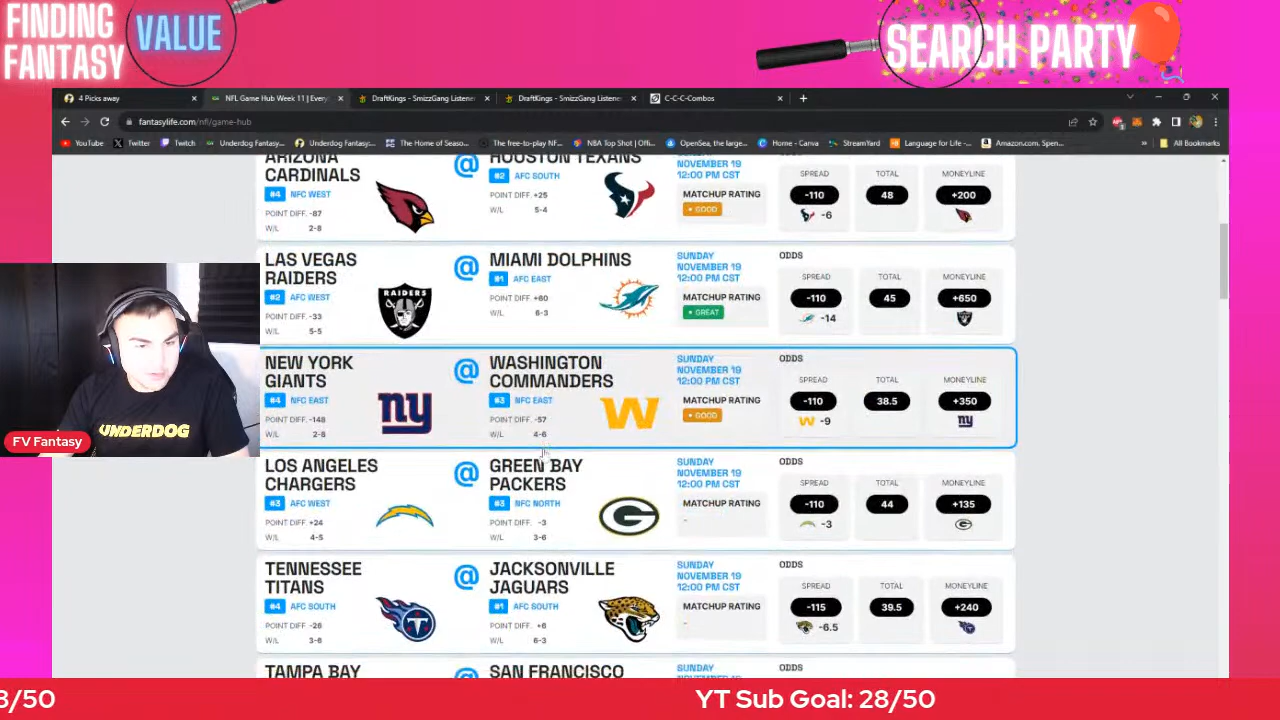 FINDING
FANTASY
VALUE
SEARCH PARTY
4 Picks away
NFL Game Hub Week 11 | Every
DraftKings - SmizzGang Listene
DraftKings - SmizzGang Listene
C-C-C-Combos
fantasylife.com/nfl/game-hub
YouTube
Twitter
Twitch
Underdog Fantasy...
Underdog Fantasy:...
The Home of Seaso...
The free-to-play NF...
NBA Top Shot | Offi...
OpenSea, the large...
Home - Canva
StreamYard
Language for Life -...
Amazon.com. Spen...
All Bookmarks
ARIZONA
CARDINALS
#4 NFC WEST
POINT DIFF. -87
W/L 2-8
@
HOUSTON TEXANS
#2 AFC SOUTH
POINT DIFF. +25
W/L 5-4
SUNDAY
NOVEMBER 19
12:00 PM CST
MATCHUP RATING
GOOD
SPREAD
-110
-6
TOTAL
48
MONEYLINE
+200
LAS VEGAS
RAIDERS
#2 AFC WEST
POINT DIFF. -33
W/L 5-5
RAIDERS
@
MIAMI DOLPHINS
#1 AFC EAST
POINT DIFF. +60
W/L 6-3
SUNDAY
NOVEMBER 19
12:00 PM CST
MATCHUP RATING
GREAT
ODDS
SPREAD
-110
-14
TOTAL
45
MONEYLINE
+650
NEW YORK
GIANTS
#4 NFC EAST
POINT DIFF. -148
W/L 2-8
ny
@
WASHINGTON
COMMANDERS
#3 NFC EAST
POINT DIFF. -57
W/L 4-6
W
SUNDAY
NOVEMBER 19
12:00 PM CST
MATCHUP RATING
GOOD
ODDS
SPREAD
-110
W -9
TOTAL
38.5
MONEYLINE
+350
ny
LOS ANGELES
CHARGERS
#3 AFC WEST
POINT DIFF. +24
W/L 4-5
@
GREEN BAY
PACKERS
#3 NFC NORTH
POINT DIFF. -3
W/L 3-6
G
SUNDAY
NOVEMBER 19
12:00 PM CST
MATCHUP RATING
-
ODDS
SPREAD
-110
-3
TOTAL
44
MONEYLINE
+135
G
TENNESSEE
TITANS
#4 AFC SOUTH
POINT DIFF. -26
W/L 3-6
@
JACKSONVILLE
JAGUARS
#1 AFC SOUTH
POINT DIFF. +6
W/L 6-3
SUNDAY
NOVEMBER 19
12:00 PM CST
MATCHUP RATING
-
ODDS
SPREAD
-115
-6.5
TOTAL
39.5
MONEYLINE
+240
TAMPA BAY
SAN FRANCISCO
SUNDAY
NOVEMBER 19
ODDS
UNDERDOG
FV Fantasy
3/50
YT Sub Goal: 28/50